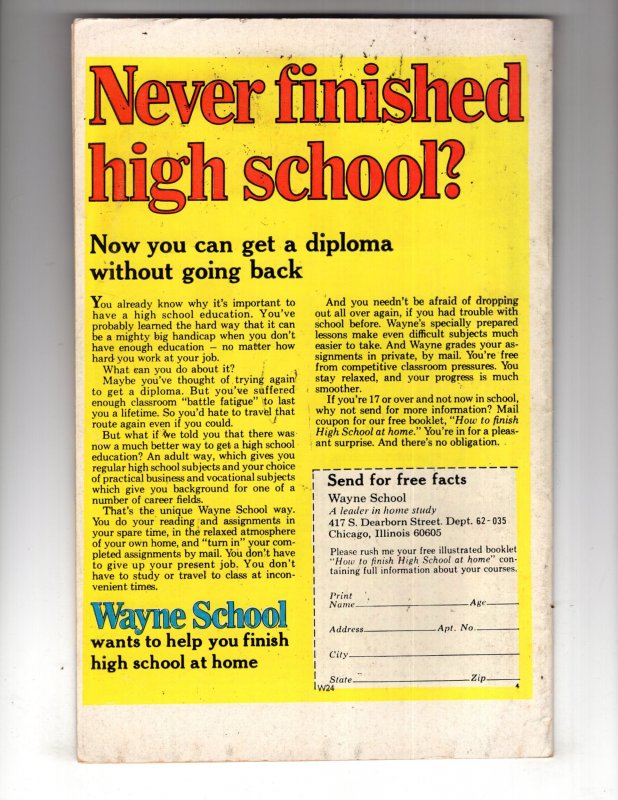 Never finished
high school?
Now you can get a diploma
without going back
You already know why it's important to
have a high school education. You've
probably learned the hard way that it can
be a mighty big handicap when you don't
have enough education – no matter how
hard you work at your job.
What can you do about it?
Maybe you've thought of trying again
to get a diploma. But you've suffered
enough classroom "battle fatigue" to last
you a lifetime. So you'd hate to travel that
route again even if you could.
But what if we told you that there was
now a much better way to get a high school
education? An adult way, which gives you
regular high school subjects and your choice
of practical business and vocational subjects
which give you background for one of a
number of career fields.
That's the unique Wayne School way.
You do your reading and assignments in
your spare time, in the relaxed atmosphere
of your own home, and "turn in" your com-
pleted assignments by mail. You don't have
to give up your present job. You don't
have to study or travel to class at incon-
venient times.
Wayne School
wants to help you finish
high school at home
And you needn't be afraid of dropping
out all over again, if you had trouble with
school before. Wayne's specially prepared
lessons make even difficult subjects much
easier to take. And Wayne grades your as-
signments in private, by mail. You're free
from competitive classroom pressures. You
stay relaxed, and your progress is much
smoother.
If you're 17 or over and not now in school,
why not send for more information? Mail
coupon for our free booklet, "How to finish
High School at home." You're in for a pleas-
ant surprise. And there's no obligation.
Send for free facts
Wayne School
A leader in home study
417 S. Dearborn Street. Dept. 62-035
Chicago, Illinois 60605
Please rush me your free illustrated booklet
"How to finish High School at home" con-
taining full information about your courses.
Print
Name Age
Address Apt. No.
City
State Zip
W24 4